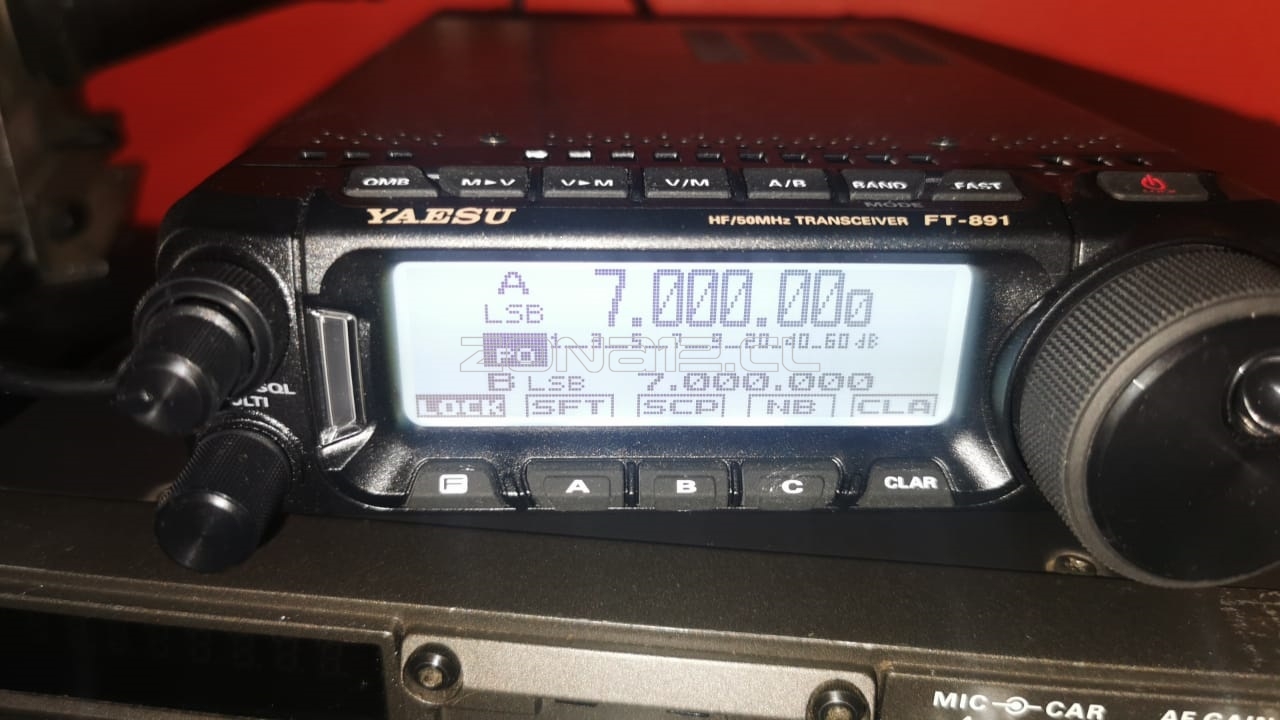 QMB M►V V►M V/M A/B BAND FAST
MODE
YAESU HF/50MHz TRANSCEIVER FT-891
A 7.000.000
LSB
PO 1 3 5 7 9 20 40 60 dB
zona12.cl
B LSB 7.000.000
LOCK SFT SCP NB CLA
SQL
F A B C CLAR
MIC CAR